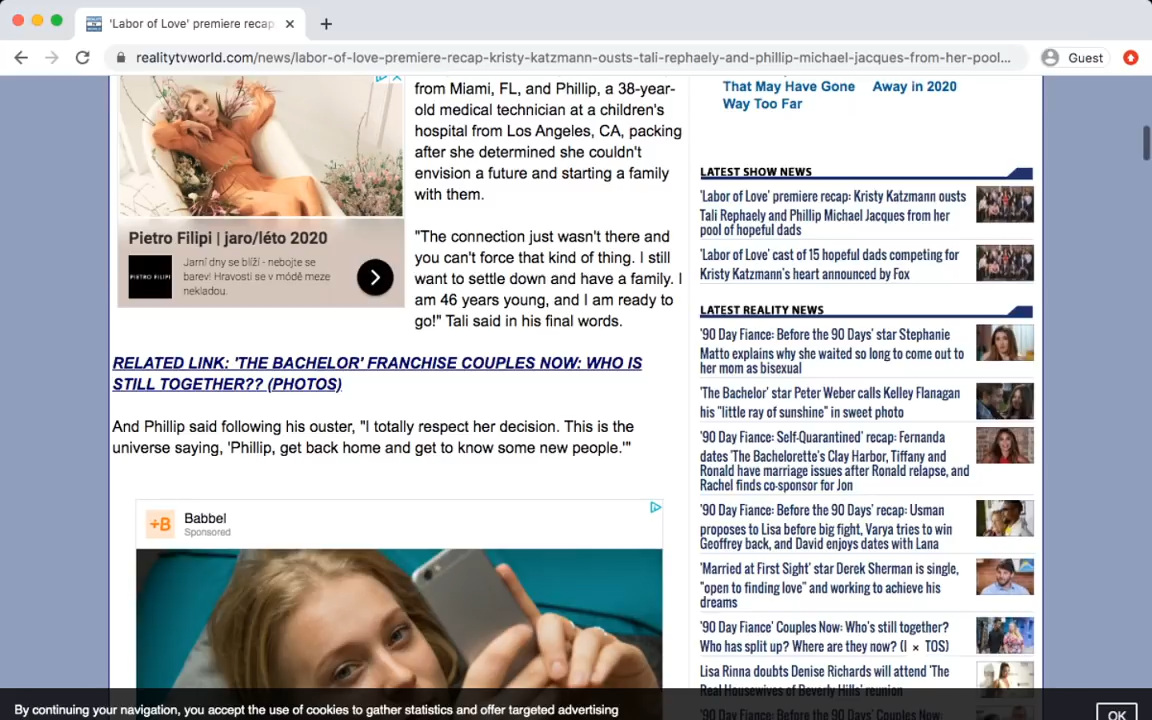 'Labor of Love' premiere recap
Guest
realitytvworld.com/news/labor-of-love-premiere-recap-kristy-katzmann-ousts-tali-rephaely-and-phillip-michael-jacques-from-her-pool...
from Miami, FL, and Phillip, a 38-year-
old medical technician at a children's
hospital from Los Angeles, CA, packing
after she determined she couldn't
envision a future and starting a family
with them.
Pietro Filipi | jaro/léto 2020
PIETRO FILIPI
Jarní dny se blíží - nebojte se
barev! Hravosti se v módě meze
nekladou.
"The connection just wasn't there and
you can't force that kind of thing. I still
want to settle down and have a family. I
am 46 years young, and I am ready to
go!" Tali said in his final words.
RELATED LINK: 'THE BACHELOR' FRANCHISE COUPLES NOW: WHO IS
STILL TOGETHER?? (PHOTOS)
And Phillip said following his ouster, "I totally respect her decision. This is the
universe saying, 'Phillip, get back home and get to know some new people.'"
+B
Babbel
Sponsored
That May Have Gone
Way Too Far
Away in 2020
LATEST SHOW NEWS
'Labor of Love' premiere recap: Kristy Katzmann ousts
Tali Rephaely and Phillip Michael Jacques from her
pool of hopeful dads
'Labor of Love' cast of 15 hopeful dads competing for
Kristy Katzmann's heart announced by Fox
LATEST REALITY NEWS
'90 Day Fiance: Before the 90 Days' star Stephanie
Matto explains why she waited so long to come out to
her mom as bisexual
'The Bachelor' star Peter Weber calls Kelley Flanagan
his "little ray of sunshine" in sweet photo
'90 Day Fiance: Self-Quarantined' recap: Fernanda
dates 'The Bachelorette's Clay Harbor, Tiffany and
Ronald have marriage issues after Ronald relapse, and
Rachel finds co-sponsor for Jon
'90 Day Fiance: Before the 90 Days' recap: Usman
proposes to Lisa before big fight, Varya tries to win
Geoffrey back, and David enjoys dates with Lana
'Married at First Sight' star Derek Sherman is single,
"open to finding love" and working to achieve his
dreams
'90 Day Fiance' Couples Now: Who's still together?
Who has split up? Where are they now? (I × TOS)
Lisa Rinna doubts Denise Richards will attend 'The
Real Housewives of Beverly Hills' reunion
'90 Day Fiance' Couples Now: Who's still together?
By continuing your navigation, you accept the use of cookies to gather statistics and offer targeted advertising
OK